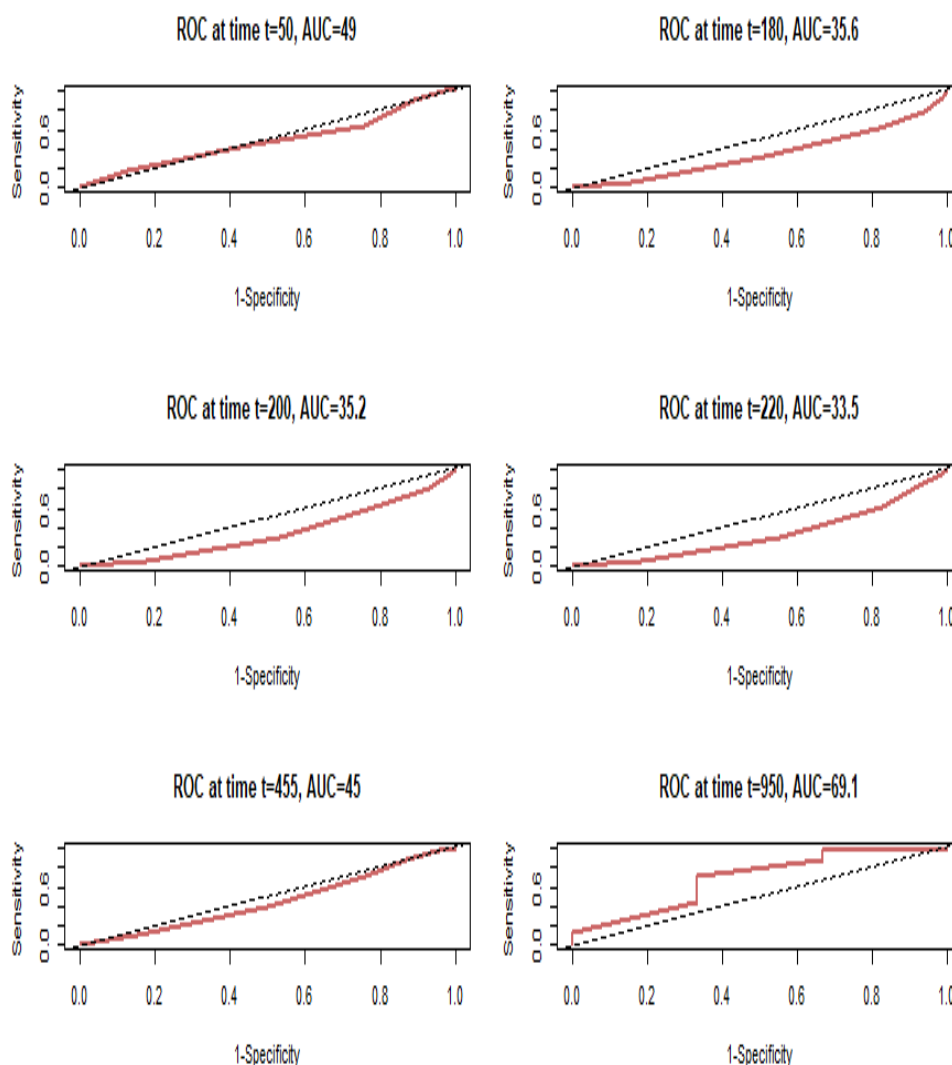 ROC at time t=50, AUC=49
Sensitivity
0.0 0.6
0.0 0.2 0.4 0.6 0.8 1.0
1-Specificity
ROC at time t=180, AUC=35.6
Sensitivity
0.0 0.6
0.0 0.2 0.4 0.6 0.8 1.0
1-Specificity
ROC at time t=200, AUC=35.2
Sensitivity
0.0 0.6
0.0 0.2 0.4 0.6 0.8 1.0
1-Specificity
ROC at time t=220, AUC=33.5
Sensitivity
0.0 0.6
0.0 0.2 0.4 0.6 0.8 1.0
1-Specificity
ROC at time t=455, AUC=45
Sensitivity
0.0 0.6
0.0 0.2 0.4 0.6 0.8 1.0
1-Specificity
ROC at time t=950, AUC=69.1
Sensitivity
0.0 0.6
0.0 0.2 0.4 0.6 0.8 1.0
1-Specificity